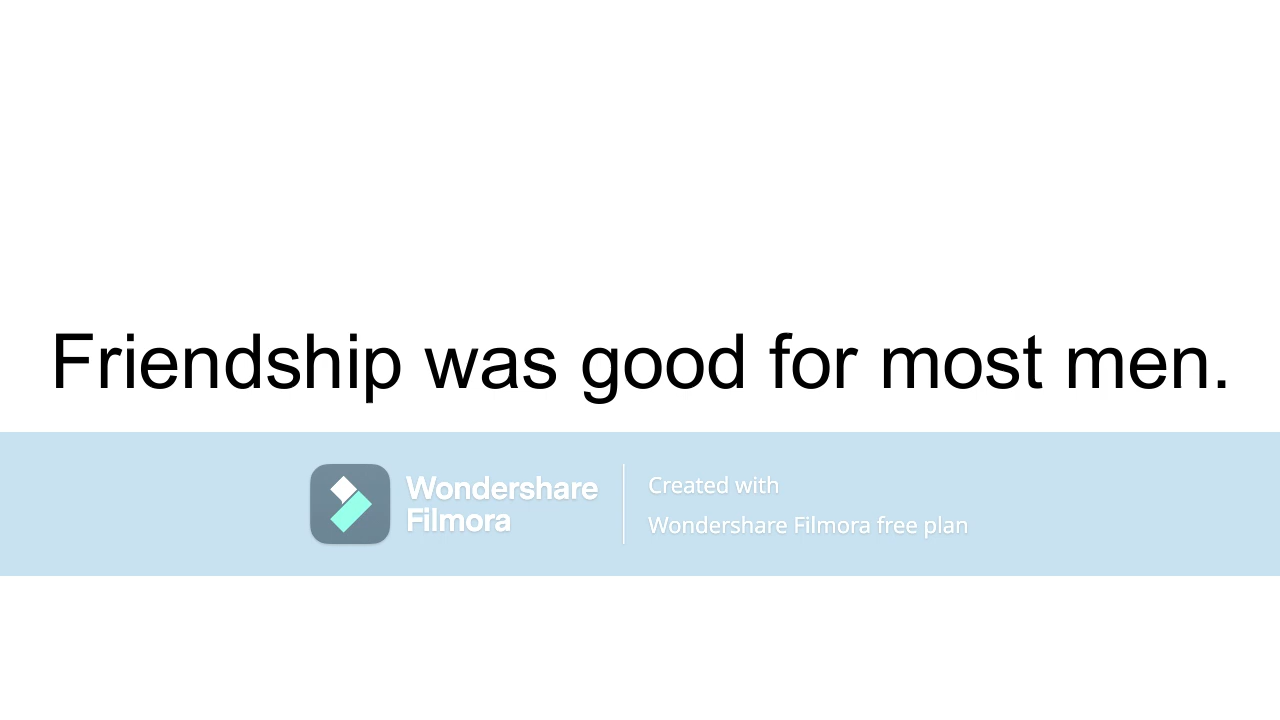 Friendship was good for most men.
Wondershare
Filmora
Created with
Wondershare Filmora free plan